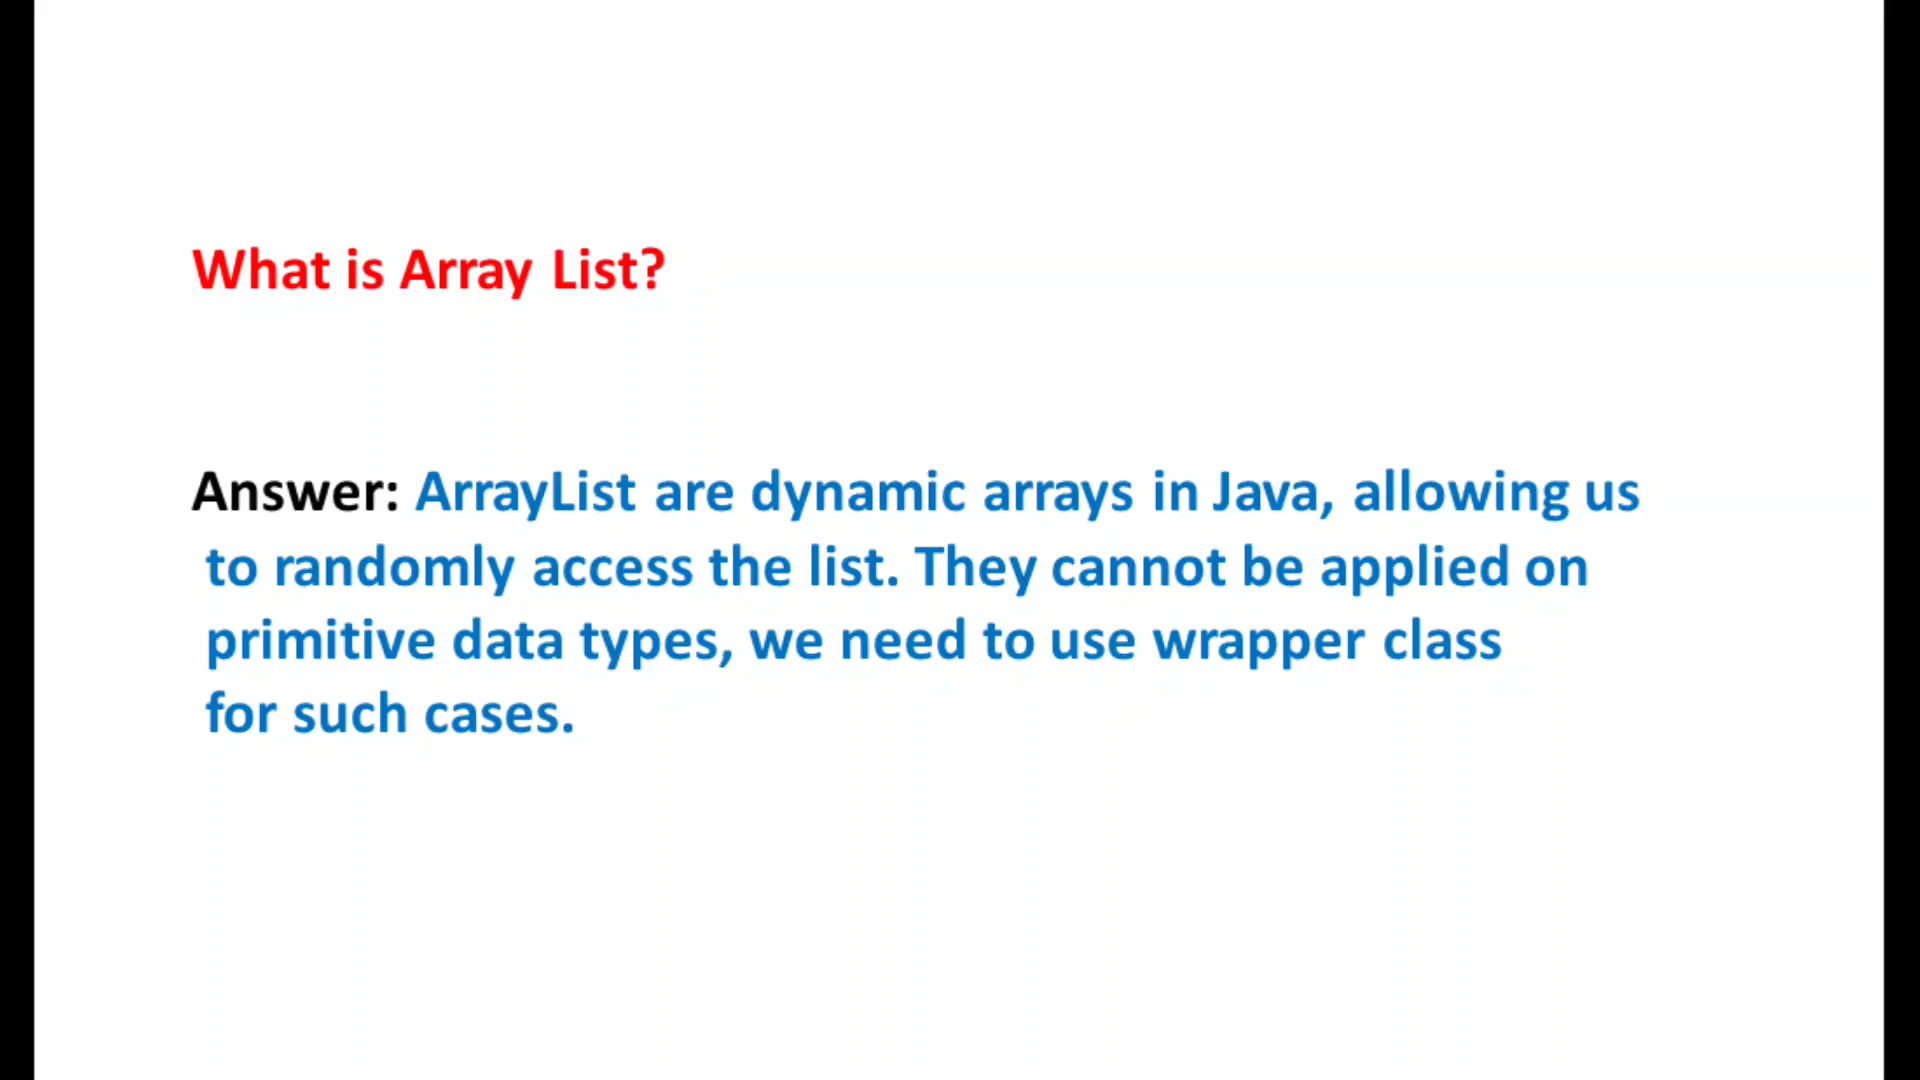 What is Array List?
Answer: ArrayList are dynamic arrays in Java, allowing us
to randomly access the list. They cannot be applied on
primitive data types, we need to use wrapper class
for such cases.